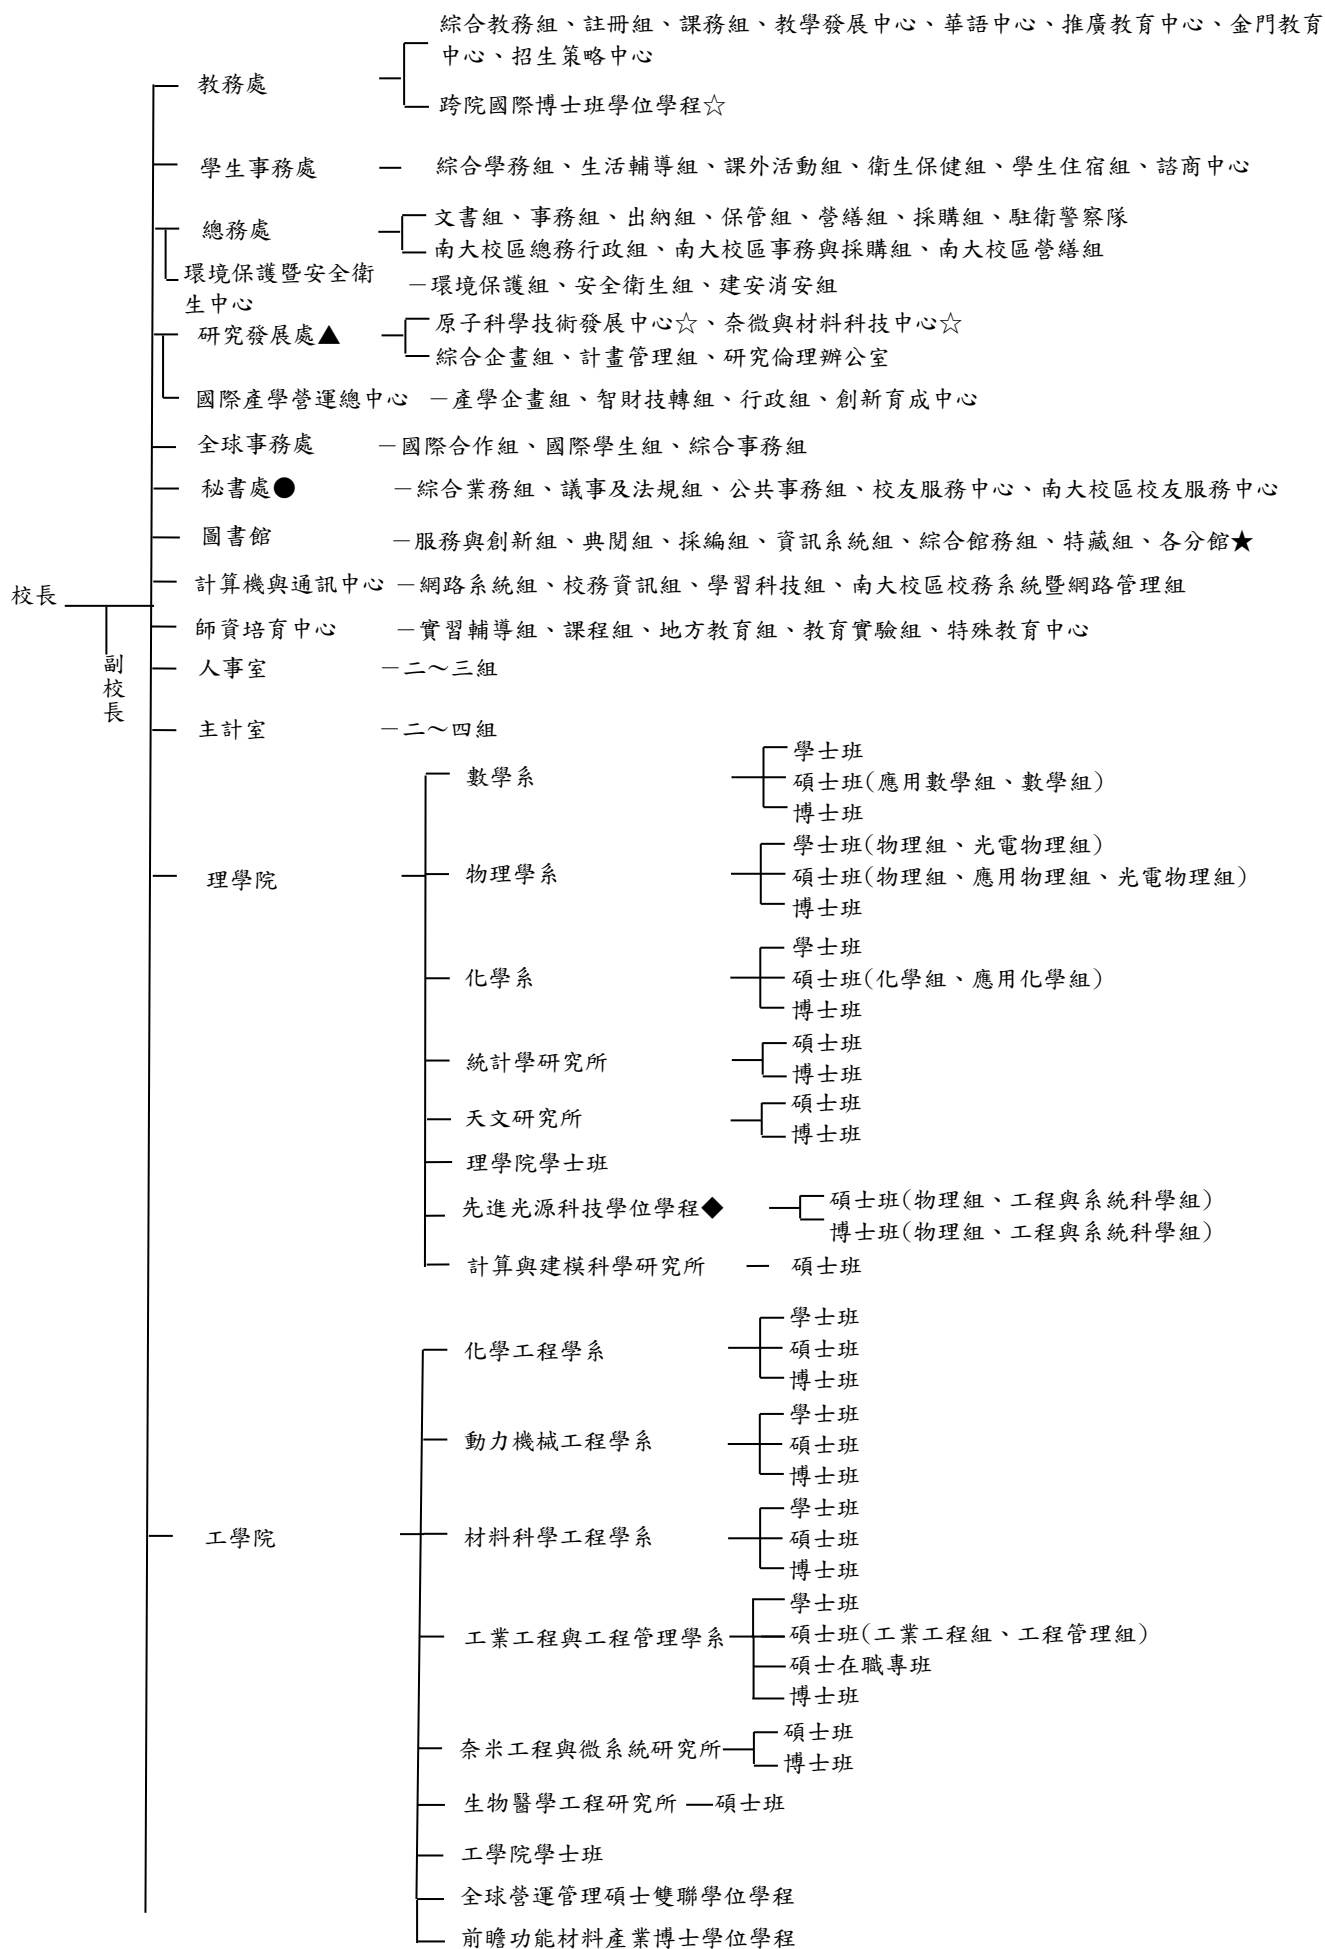 綜合教務組、註冊組、課務組、教學發展中心、華語中心、推廣教育中心、金門教育
中心、招生策略中心
教務處
跨院國際博士班學位學程☆
學生事務處 綜合學務組、生活輔導組、課外活動組、衛生保健組、學生住宿組、諮商中心
文書組、事務組、出納組、保管組、營繕組、採購組、駐衛警察隊
總務處
南大校區總務行政組、南大校區事務與採購組、南大校區營繕組
環境保護暨安全衛
生中心
－環境保護組、安全衛生組、建安消安組
原子科學技術發展中心☆、奈微與材料科技中心☆
研究發展處▲
綜合企畫組、計畫管理組、研究倫理辦公室
國際產學營運總中心 －產學企畫組、智財技轉組、行政組、創新育成中心
全球事務處 －國際合作組、國際學生組、綜合事務組
秘書處● －綜合業務組、議事及法規組、公共事務組、校友服務中心、南大校區校友服務中心
圖書館 －服務與創新組、典閱組、採編組、資訊系統組、綜合館務組、特藏組、各分館★
計算機與通訊中心 －網路系統組、校務資訊組、學習科技組、南大校區校務系統暨網路管理組
校長
師資培育中心 －實習輔導組、課程組、地方教育組、教育實驗組、特殊教育中心
副校長
人事室 －二～三組
主計室 －二～四組
理學院
數學系
學士班
碩士班(應用數學組、數學組)
博士班
物理學系
學士班(物理組、光電物理組)
碩士班(物理組、應用物理組、光電物理組)
博士班
化學系
學士班
碩士班(化學組、應用化學組)
博士班
統計學研究所
碩士班
博士班
天文研究所
碩士班
博士班
理學院學士班
先進光源科技學位學程◆
碩士班(物理組、工程與系統科學組)
博士班(物理組、工程與系統科學組)
計算與建模科學研究所 碩士班
工學院
化學工程學系
學士班
碩士班
博士班
動力機械工程學系
學士班
碩士班
博士班
材料科學工程學系
學士班
碩士班
博士班
工業工程與工程管理學系
學士班
碩士班(工業工程組、工程管理組)
碩士在職專班
博士班
奈米工程與微系統研究所
碩士班
博士班
生物醫學工程研究所 碩士班
工學院學士班
全球營運管理碩士雙聯學位學程
前瞻功能材料產業博士學位學程